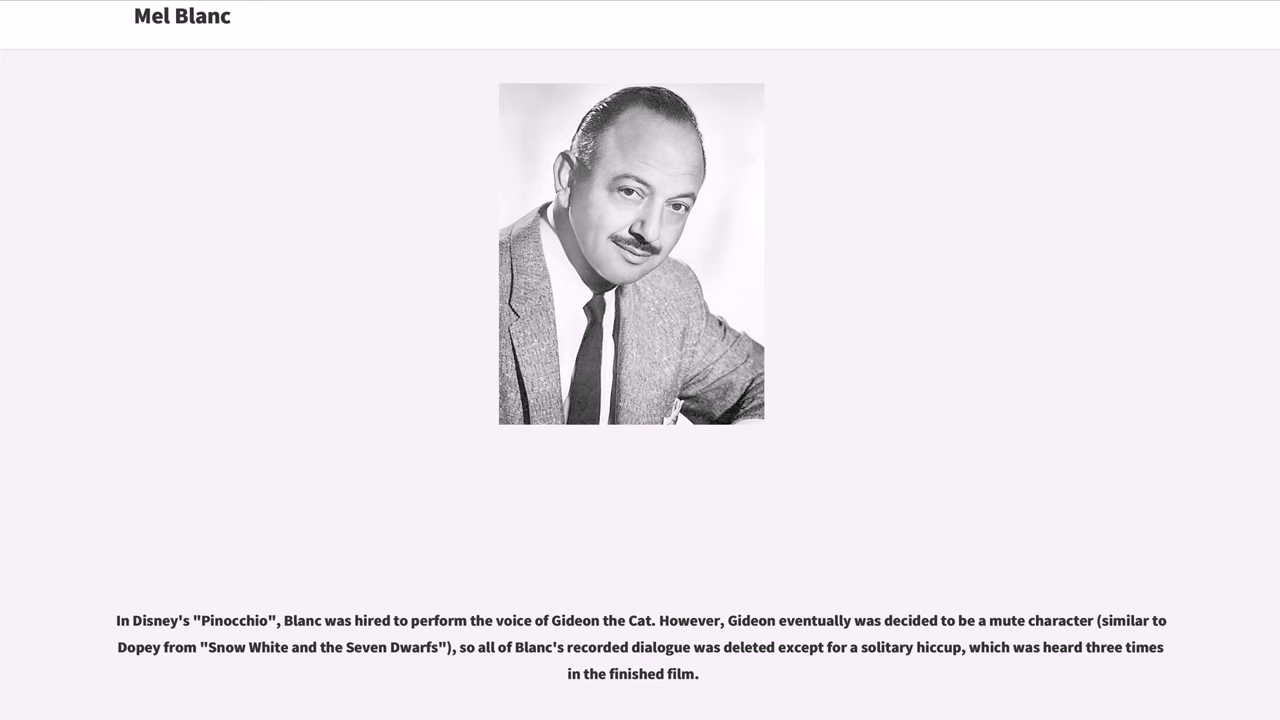 Mel Blanc
In Disney's "Pinocchio", Blanc was hired to perform the voice of Gideon the Cat. However, Gideon eventually was decided to be a mute character (similar to
Dopey from "Snow White and the Seven Dwarfs"), so all of Blanc's recorded dialogue was deleted except for a solitary hiccup, which was heard three times
in the finished film.